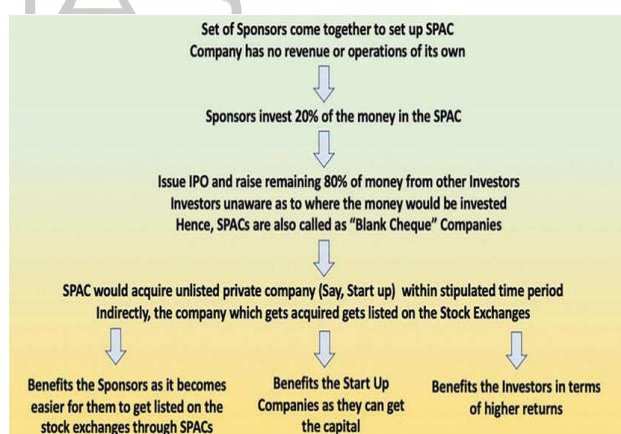 Set of Sponsors come together to set up SPAC
Company has no revenue or operations of its own
Sponsors invest 20% of the money in the SPAC
Issue IPO and raise remaining 80% of money from other Investors
Investors unaware as to where the money would be invested
Hence, SPACs are also called as "Blank Cheque" Companies
SPAC would acquire unlisted private company (Say, Start up) within stipulated time period
Indirectly, the company which gets acquired gets listed on the Stock Exchanges
Benefits the Sponsors as it becomes
easier for them to get listed on the
stock exchanges through SPACs
Benefits the Start Up
Companies as they can get
the capital
Benefits the Investors in terms
of higher returns